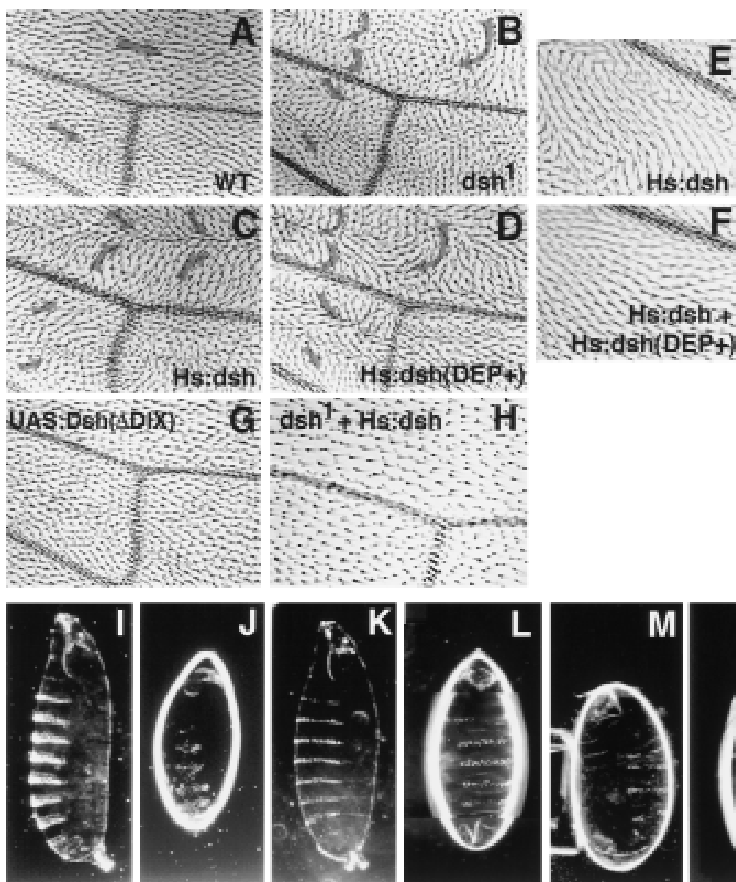 A
WT
B
dsh1
E
Hs:dsh
C
Hs:dsh
D
Hs:dsh(DEP+)
F
Hs:dsh +
Hs:dsh(DEP+)
UAS:Dsh(ΔDIX) G
dsh1 + Hs:dsh H
I
J
K
L
M